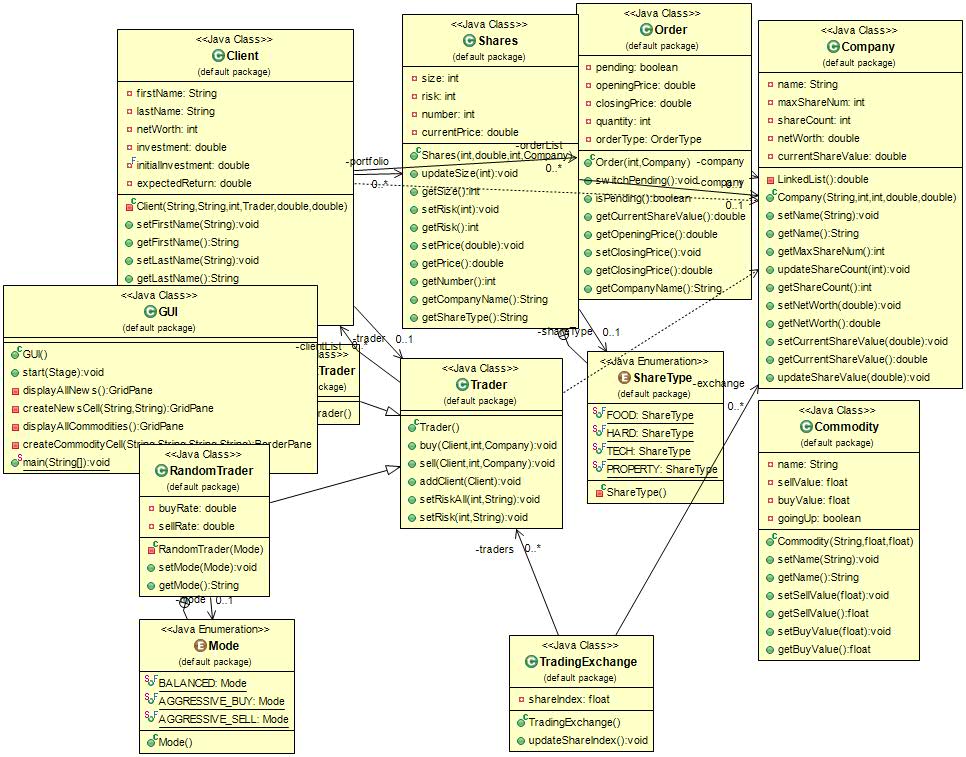 <<Java Class>>
Client
(default package)
firstName: String
lastName: String
netWorth: int
investment: double
initialInvestment: double
expectedReturn: double
Client(String,String,int,Trader,double,double)
setFirstName(String):void
getFirstName():String
setLastName(String):void
getLastName():String
<<Java Class>>
Shares
(default package)
size: int
risk: int
number: int
currentPrice: double
Shares(int,double,int,Company)
updateSize(int):void
getSize():int
setRisk(int):void
getRisk():int
setPrice(double):void
getPrice():double
getNumber():int
getCompanyName():String
getShareType():String
<<Java Class>>
Order
(default package)
pending: boolean
openingPrice: double
closingPrice: double
quantity: int
orderType: OrderType
Order(int,Company)
switchPending():void
isPending():boolean
getCurrentShareValue():double
getOpeningPrice():double
setClosingPrice():void
getClosingPrice():double
getCompanyName():String
<<Java Class>>
Company
(default package)
name: String
maxShareNum: int
shareCount: int
netWorth: double
currentShareValue: double
LinkedList():double
Company(String,int,int,double,double)
setName(String):void
getName():String
getMaxShareNum():int
updateShareCount(int):void
getShareCount():int
setNetWorth(double):void
getNetWorth():double
setCurrentShareValue(double):void
getCurrentShareValue():double
updateShareValue(double):void
-portfolio
0..*
-orderList
0..*
-company
-company
0..1
<<Java Class>>
GUI
(default package)
GUI()
start(Stage):void
displayAllNews():GridPane
createNewsCell(String,String):GridPane
displayAllCommodities():GridPane
createCommodityCell(String,String,String,String):BorderPane
main(String[]):void
-clientList
0..*
-trader
0..1
-shareType
0..1
<<Java Class>>
Trader
(default package)
Trader()
buy(Client,int,Company):void
sell(Client,int,Company):void
addClient(Client):void
setRiskAll(int,String):void
setRisk(int,String):void
<<Java Enumeration>>
ShareType
(default package)
FOOD: ShareType
HARD: ShareType
TECH: ShareType
PROPERTY: ShareType
ShareType()
-exchange
0..*
<<Java Class>>
Commodity
(default package)
name: String
sellValue: float
buyValue: float
goingUp: boolean
Commodity(String,float,float)
setName(String):void
getName():String
setSellValue(float):void
getSellValue():float
setBuyValue(float):void
getBuyValue():float
<<Java Class>>
RandomTrader
(default package)
buyRate: double
sellRate: double
RandomTrader(Mode)
setMode(Mode):void
getMode():String
-mode
0..1
<<Java Enumeration>>
Mode
(default package)
BALANCED: Mode
AGGRESSIVE_BUY: Mode
AGGRESSIVE_SELL: Mode
Mode()
-traders
0..*
<<Java Class>>
TradingExchange
(default package)
shareIndex: float
TradingExchange()
updateShareIndex():void